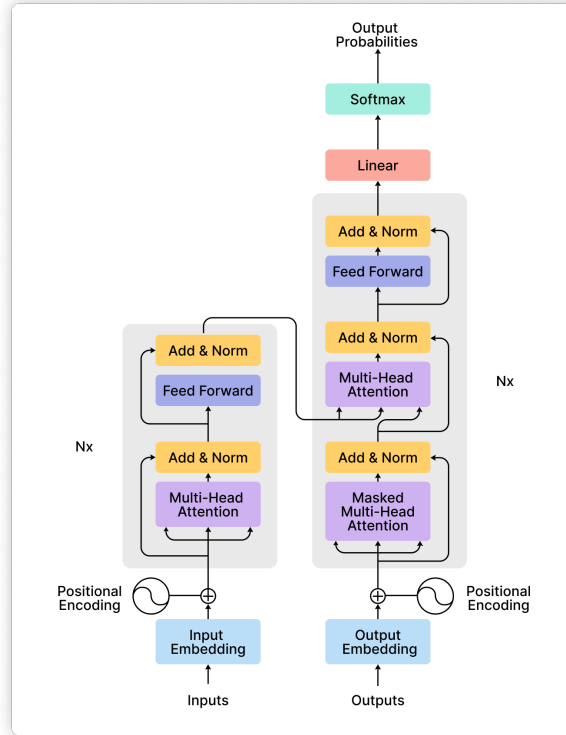 Output
Probabilities
Softmax
Linear
Add & Norm
Feed Forward
Add & Norm
Multi-Head
Attention
Nx
Add & Norm
Masked
Multi-Head
Attention
Positional
Encoding
Output
Embedding
Outputs
Add & Norm
Feed Forward
Nx
Add & Norm
Multi-Head
Attention
Positional
Encoding
Input
Embedding
Inputs